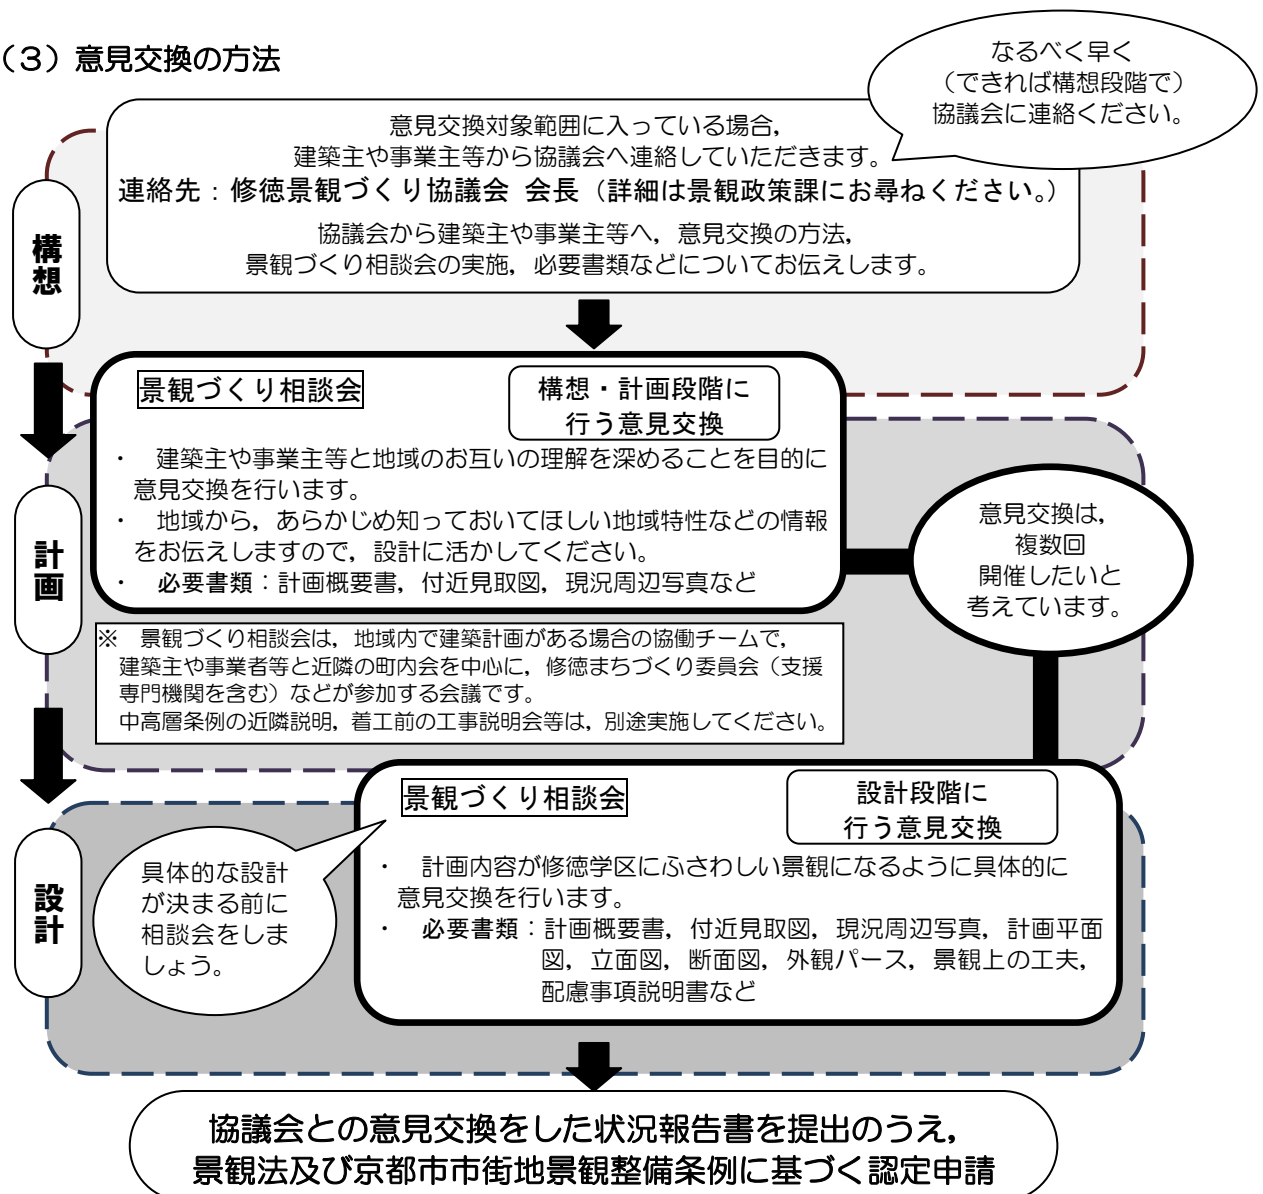 （３）意見交換の方法
なるべく早く
（できれば構想段階で）
協議会に連絡ください。
意見交換対象範囲に入っている場合，
建築主や事業主等から協議会へ連絡していただきます。
連絡先：修徳景観づくり協議会 会長（詳細は景観政策課にお尋ねください。）
協議会から建築主や事業主等へ，意見交換の方法，
景観づくり相談会の実施，必要書類などについてお伝えします。
構想
景観づくり相談会
構想・計画段階に
行う意見交換
・　建築主や事業主等と地域のお互いの理解を深めることを目的に
意見交換を行います。
・　地域から，あらかじめ知っておいてほしい地域特性などの情報
をお伝えしますので，設計に活かしてください。
・　必要書類：計画概要書，付近見取図，現況周辺写真など
計画
意見交換は，
複数回
開催したいと
考えています。
※　景観づくり相談会は，地域内で建築計画がある場合の協働チームで，
建築主や事業者等と近隣の町内会を中心に，修徳まちづくり委員会（支援
専門機関を含む）などが参加する会議です。
中高層条例の近隣説明，着工前の工事説明会等は，別途実施してください。
景観づくり相談会
設計段階に
行う意見交換
・　計画内容が修徳学区にふさわしい景観になるように具体的に
意見交換を行います。
・　必要書類：計画概要書，付近見取図，現況周辺写真，計画平面
図，立面図，断面図，外観パース，景観上の工夫，
配慮事項説明書など
具体的な設計
が決まる前に
相談会をしま
しょう。
設計
協議会との意見交換をした状況報告書を提出のうえ，
景観法及び京都市市街地景観整備条例に基づく認定申請